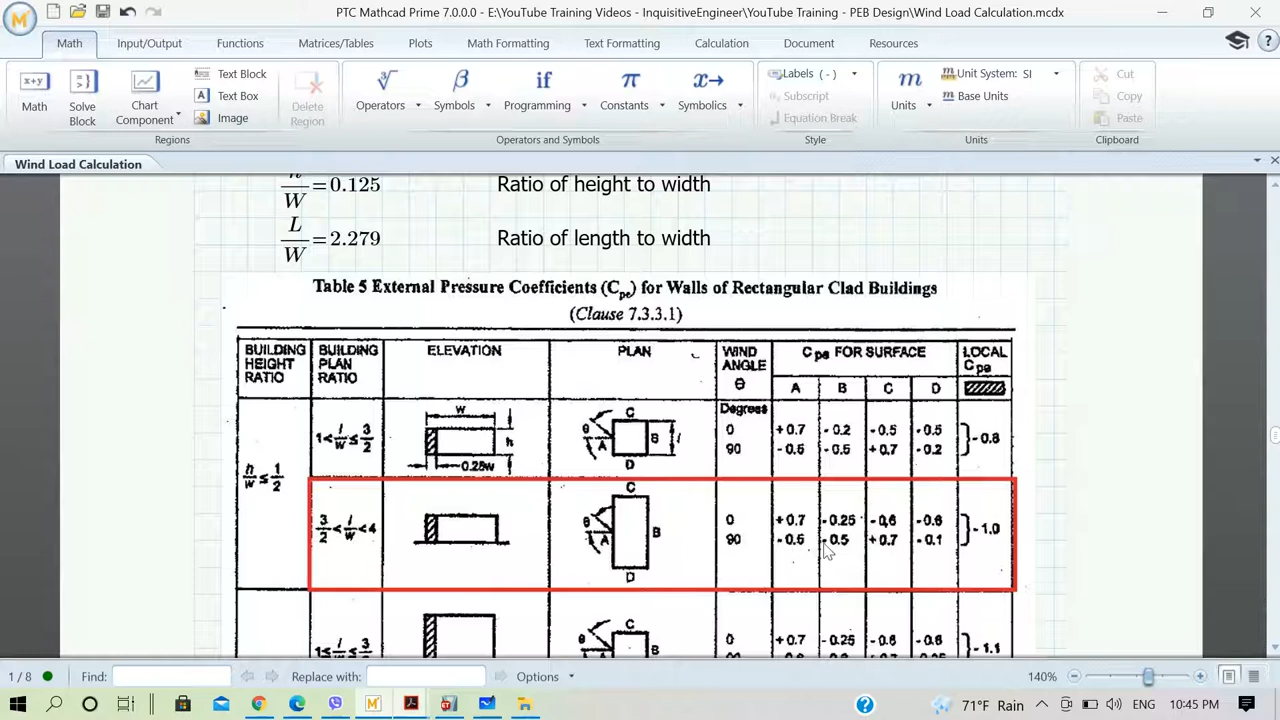 PTC Mathcad Prime 7.0.0.0 - E:\YouTube Training Videos - InquisitiveEngineer\YouTube Training - PEB Design\Wind Load Calculation.mcdx
Math Input/Output Functions Matrices/Tables Plots Math Formatting Text Formatting Calculation Document Resources
Math
Solve Block
Chart Component
Text Block
Text Box
Image
Delete Region
Regions
Operators
Symbols
Programming
Constants
Symbolics
Operators and Symbols
Labels ( - )
Subscript
Equation Break
Style
Units
Unit System: SI
Base Units
Units
Cut
Copy
Paste
Clipboard
Wind Load Calculation
h/W = 0.125 Ratio of height to width
L/W = 2.279 Ratio of length to width
Table 5 External Pressure Coefficients (Cpe) for Walls of Rectangular Clad Buildings
(Clause 7.3.3.1)
BUILDING HEIGHT RATIO
BUILDING PLAN RATIO
ELEVATION
PLAN
WIND ANGLE θ
Cpe FOR SURFACE
LOCAL Cpe
A B C D
Degrees
h/w ≤ 1/2
1 < l/w ≤ 3/2
w
h
0.25w
C
θ
A
B
D
l
0 +0.7 -0.2 -0.5 -0.5
90 -0.5 -0.5 +0.7 -0.2
-0.8
3/2 < l/w < 4
C
θ
A
B
D
0 +0.7 -0.25 -0.6 -0.6
90 -0.5 -0.5 +0.7 -0.1
-1.0
C
θ
B
0 +0.7 -0.25 -0.6 -0.6
-1.1
1 / 8 Find: Replace with: Options 140%
71°F Rain ENG 10:45 PM